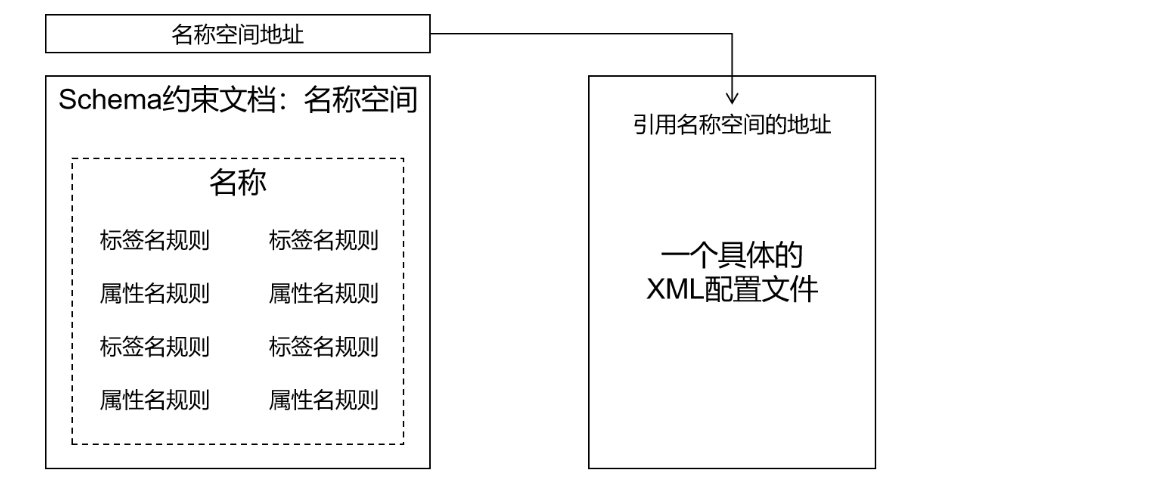 名称空间地址
Schema约束文档：名称空间
名称
标签名规则 标签名规则
属性名规则 属性名规则
标签名规则 标签名规则
属性名规则 属性名规则
引用名称空间的地址
一个具体的
XML配置文件